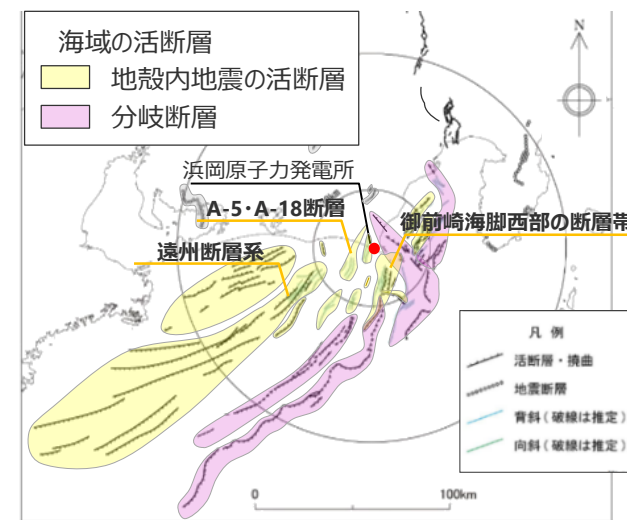 海域の活断層
地殻内地震の活断層
分岐断層
N
浜岡原子力発電所
A-5・A-18断層
御前崎海脚西部の断層帯
遠州断層系
凡 例
活断層・撓曲
地震断層
背斜(破線は推定)
向斜(破線は推定)
0 100km